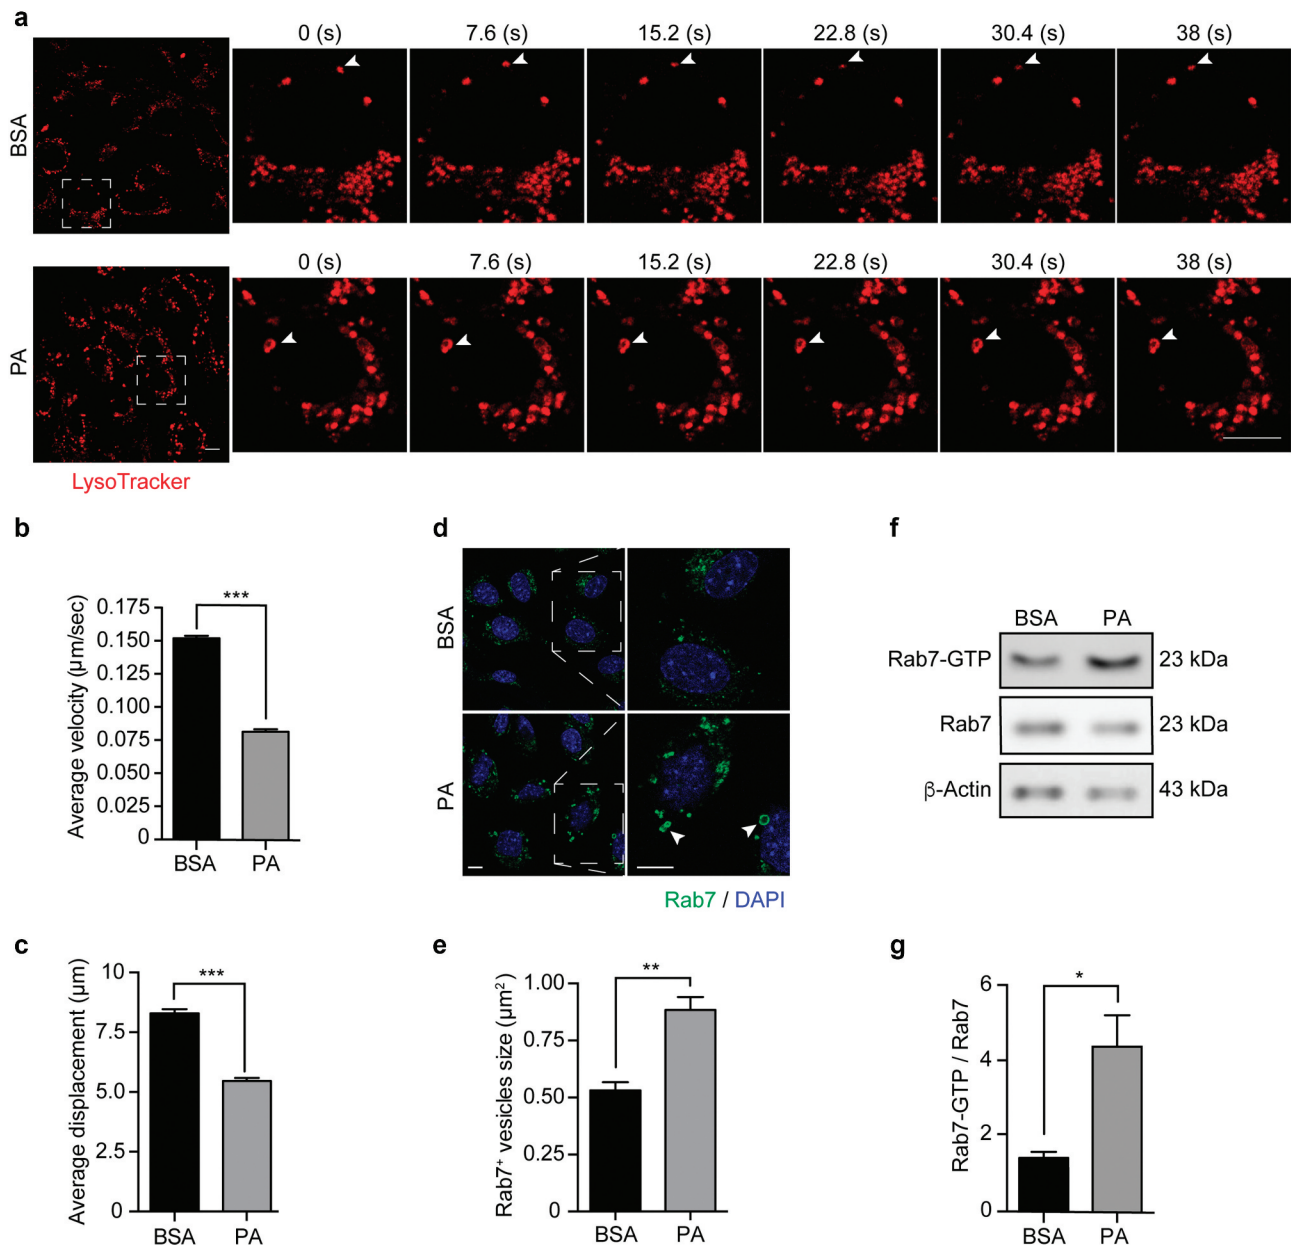 a
0 (s) 7.6 (s) 15.2 (s) 22.8 (s) 30.4 (s) 38 (s)
BSA
0 (s) 7.6 (s) 15.2 (s) 22.8 (s) 30.4 (s) 38 (s)
PA
LysoTracker
b
Average velocity (μm/sec)
0.175
0.150
0.125
0.100
0.075
0.050
0.025
0
***
BSA PA
c
Average displacement (μm)
10
7.5
5.0
2.5
0
***
BSA PA
d
BSA
PA
Rab7 / DAPI
e
Rab7⁺ vesicles size (μm²)
1.00
0.75
0.50
0.25
0
**
BSA PA
f
BSA PA
Rab7-GTP 23 kDa
Rab7 23 kDa
β-Actin 43 kDa
g
Rab7-GTP / Rab7
6
4
2
0
*
BSA PA